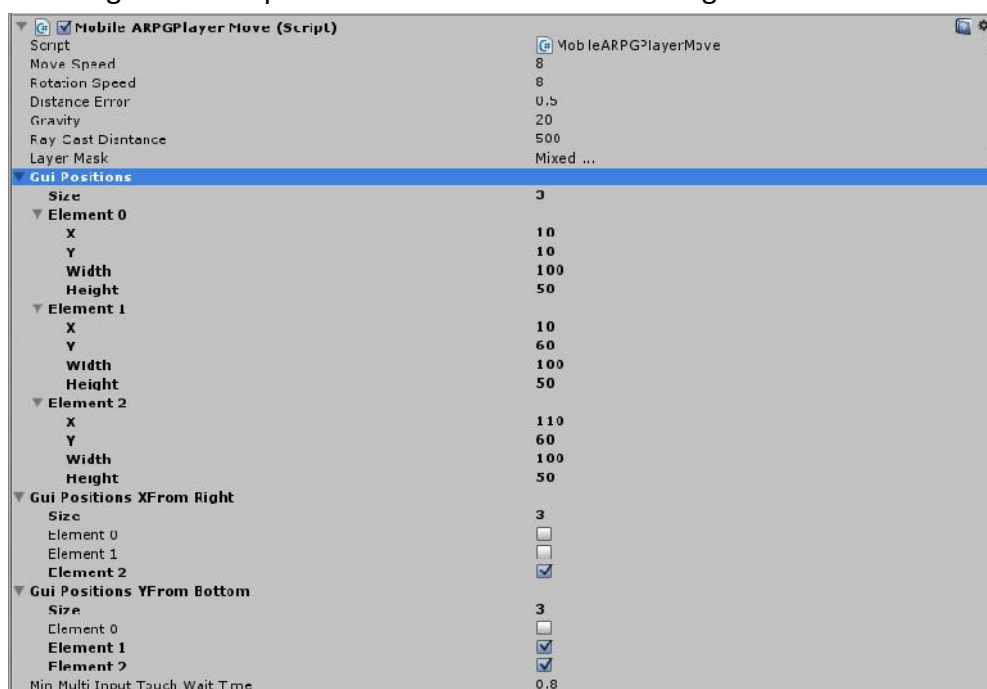 Mobile ARPGPlayer Move (Script)
Script MobileARPGPlayerMove
Move Speed 8
Rotation Speed 8
Distance Error 0.5
Gravity 20
Ray Cast Disntance 500
Layer Mask Mixed ...
Gui Positions
Size 3
Element 0
X 10
Y 10
Width 100
Height 50
Element 1
X 10
Y 60
Width 100
Height 50
Element 2
X 110
Y 60
Width 100
Height 50
Gui Positions XFrom Right
Size 3
Element 0
Element 1
Element 2
Gui Positions YFrom Bottom
Size 3
Element 0
Element 1
Element 2
Min Multi Input Touch Wait Time 0.8